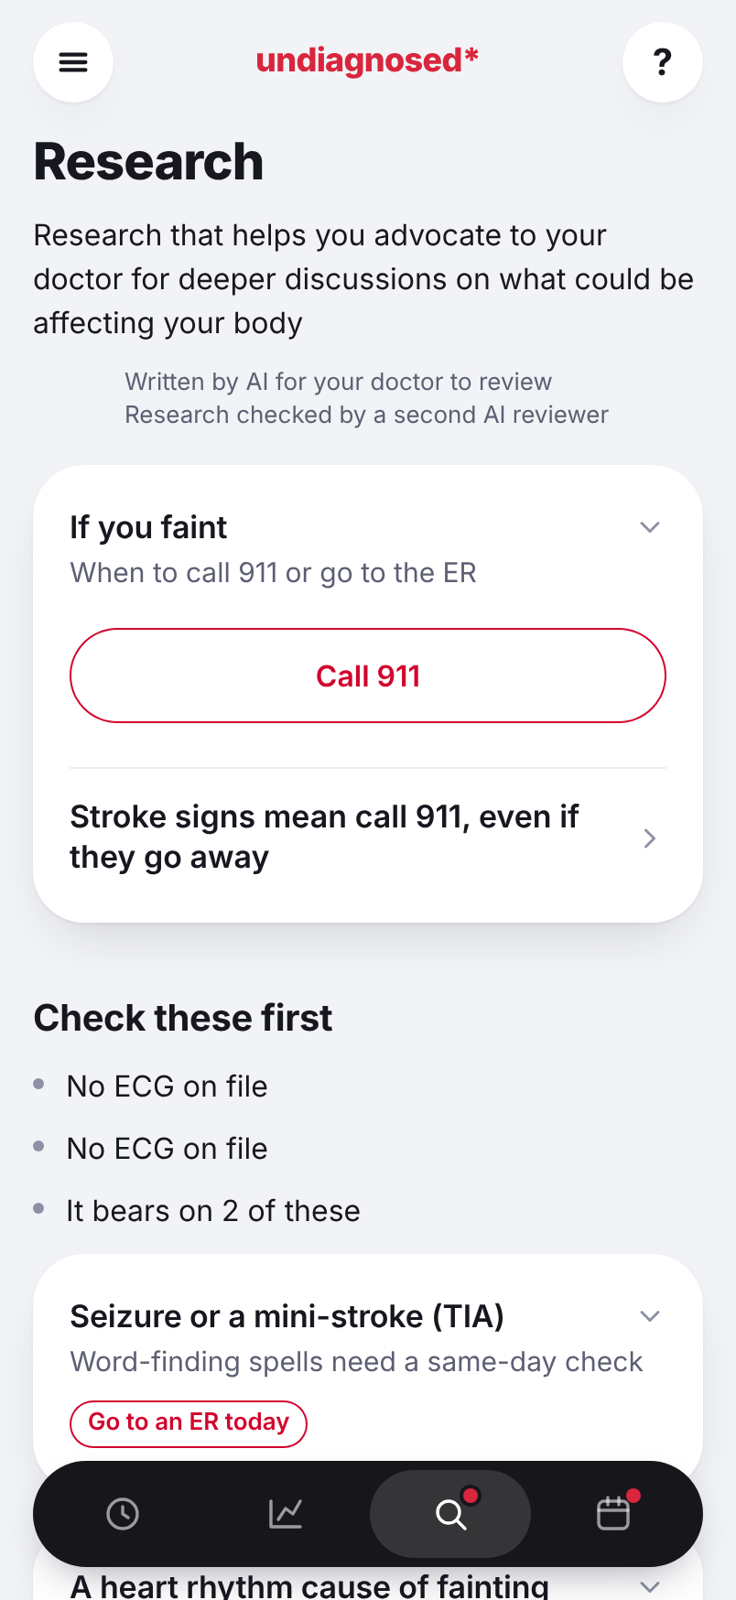 undiagnosed*
?
Research
Research that helps you advocate to your
doctor for deeper discussions on what could be
affecting your body
Written by AI for your doctor to review
Research checked by a second AI reviewer
If you faint
When to call 911 or go to the ER
Call 911
Stroke signs mean call 911, even if
they go away
Check these first
No ECG on file
No ECG on file
It bears on 2 of these
Seizure or a mini-stroke (TIA)
Word-finding spells need a same-day check
Go to an ER today
A heart rhythm cause of fainting